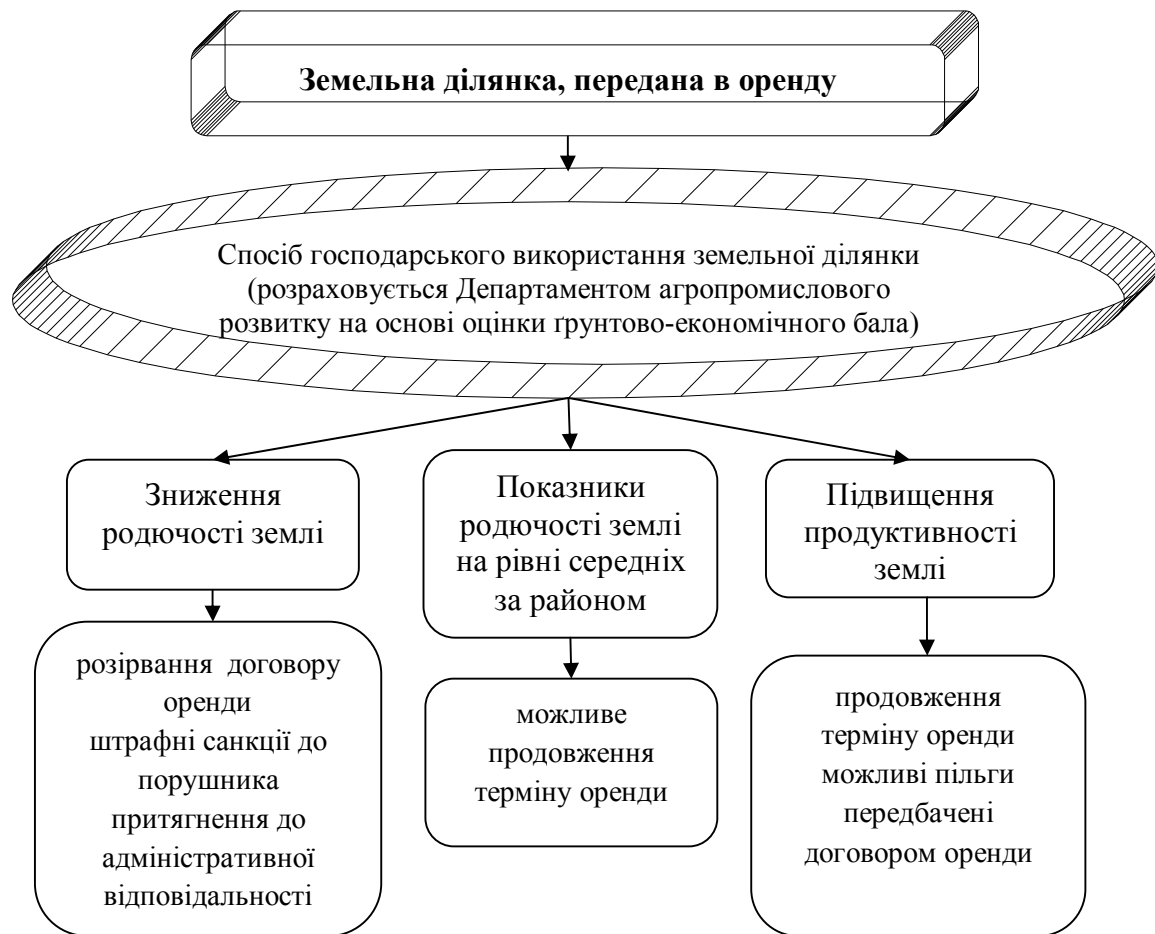 Земельна ділянка, передана в оренду
Спосіб господарського використання земельної ділянки
(розраховується Департаментом агропромислового
розвитку на основі оцінки ґрунтово-економічного бала)
Зниження
родючості землі
Показники
родючості землі
на рівні середніх
за районом
Підвищення
продуктивності
землі
розірвання договору
оренди
штрафні санкції до
порушника
притягнення до
адміністративної
відповідальності
можливе
продовження
терміну оренди
продовження
терміну оренди
можливі пільги
передбачені
договором оренди